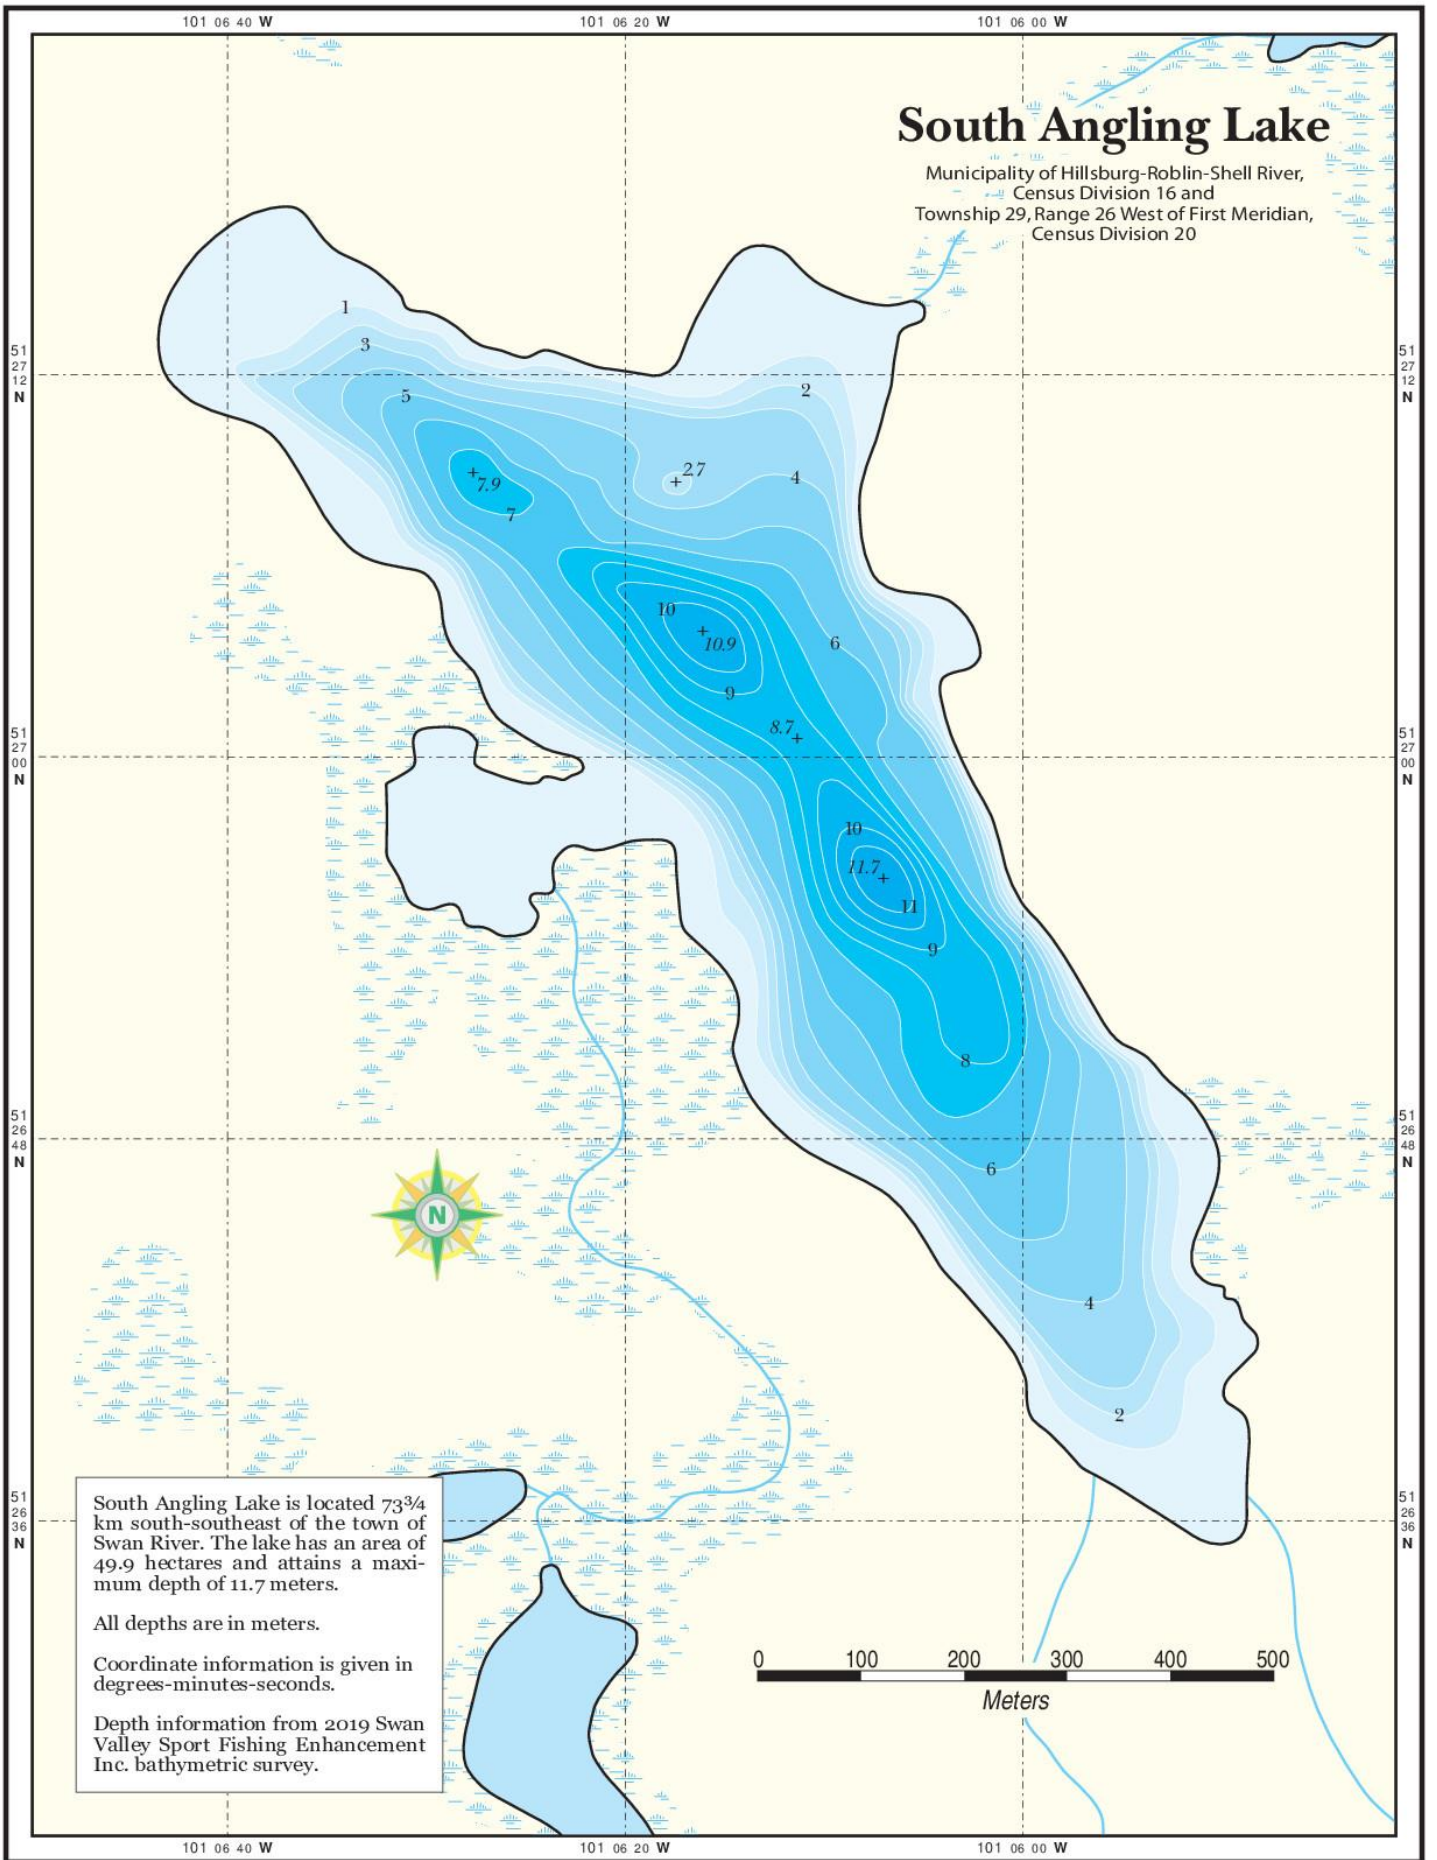 101 06 40 W
101 06 20 W
101 06 00 W
South Angling Lake
Municipality of Hillsburg-Roblin-Shell River,
Census Division 16 and
Township 29, Range 26 West of First Meridian,
Census Division 20
1
3
51
27
12
N
51
27
12
N
2
5
2.7
4
7.9
7
10
10.9
6
9
8.7
51
27
00
N
51
27
00
N
10
11.7
11
9
8
51
26
48
N
51
26
48
N
6
N
4
2
51
26
36
N
51
26
36
N
South Angling Lake is located 73¾
km south-southeast of the town of
Swan River. The lake has an area of
49.9 hectares and attains a maxi-
mum depth of 11.7 meters.
All depths are in meters.
Coordinate information is given in
degrees-minutes-seconds.
Depth information from 2019 Swan
Valley Sport Fishing Enhancement
Inc. bathymetric survey.
0 100 200 300 400 500
Meters
101 06 40 W
101 06 20 W
101 06 00 W